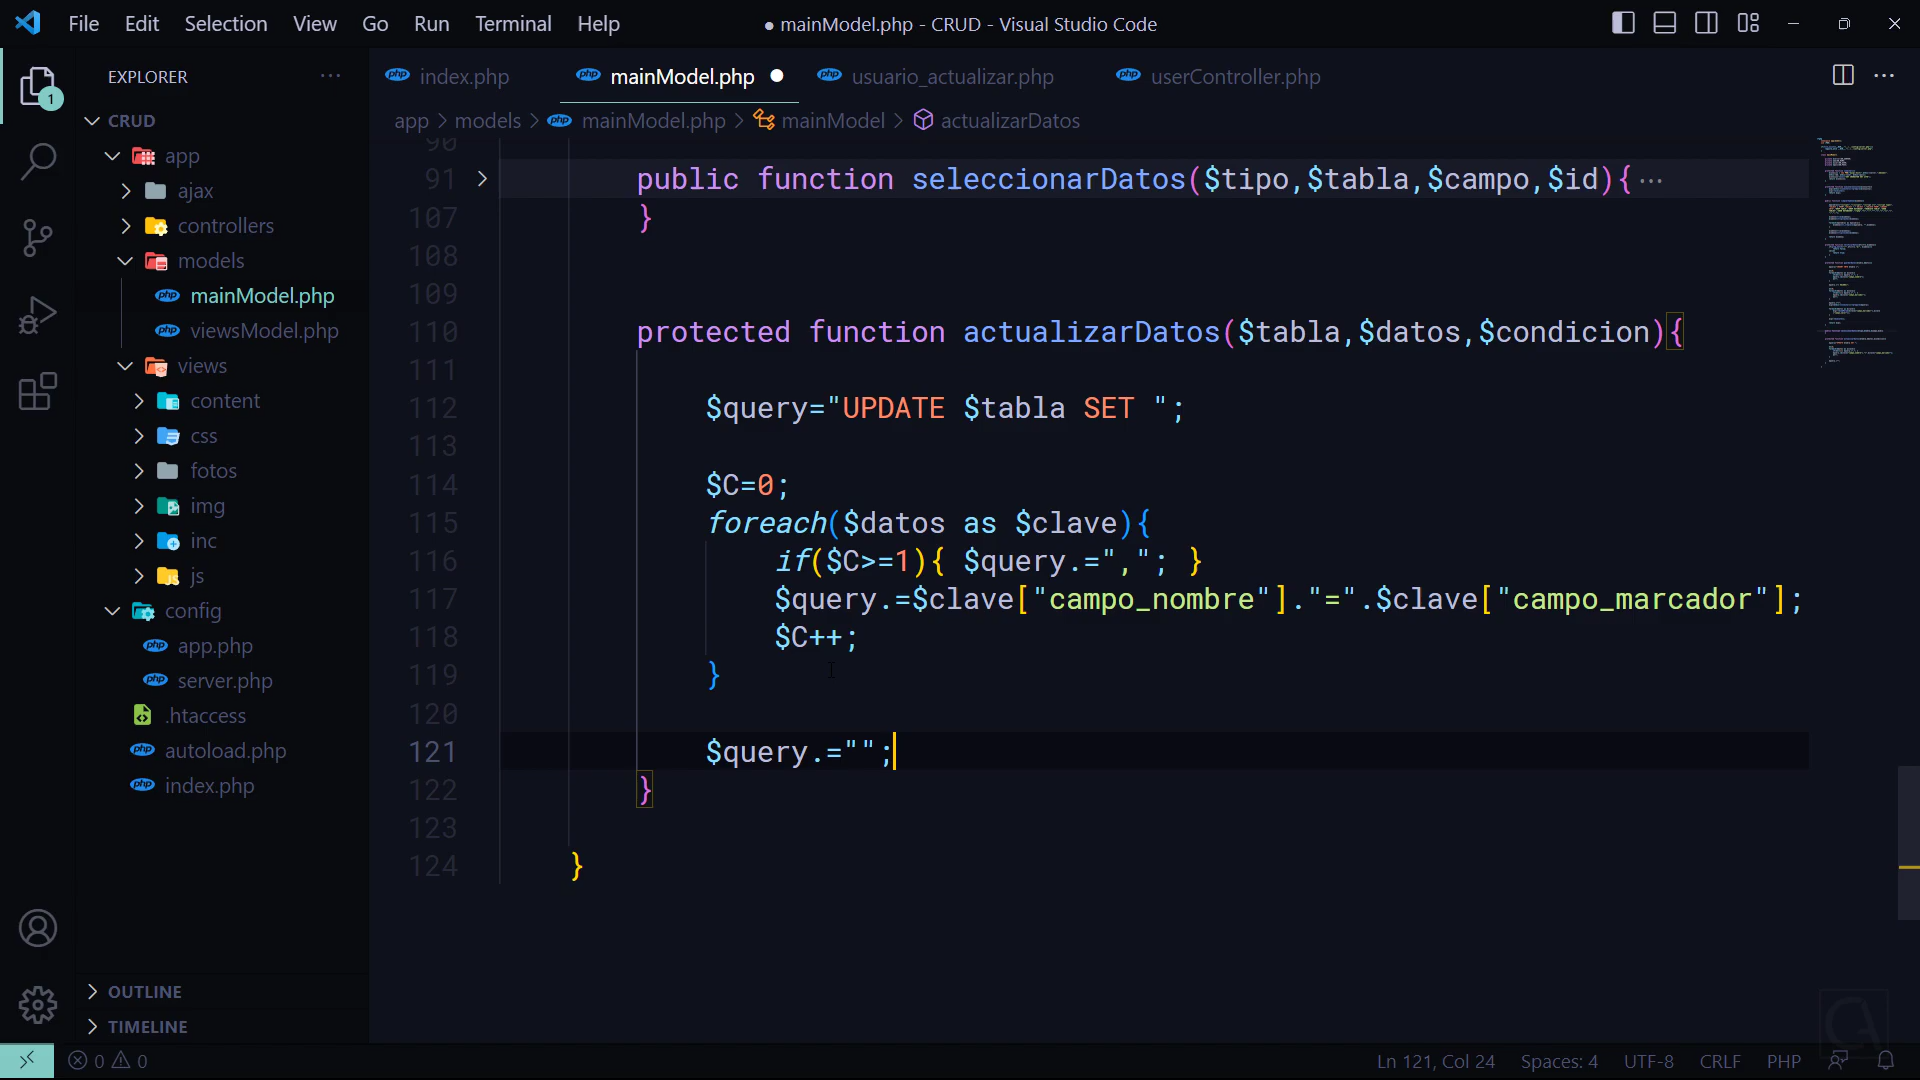 File Edit Selection View Go Run Terminal Help
● mainModel.php - CRUD - Visual Studio Code
EXPLORER ···
index.php mainModel.php usuario_actualizar.php userController.php
app > models > mainModel.php > mainModel > actualizarDatos
CRUD
app
ajax
controllers
models
mainModel.php
viewsModel.php
views
content
css
fotos
img
inc
js
config
app.php
server.php
.htaccess
autoload.php
index.php
OUTLINE
TIMELINE
1
90
91 public function seleccionarDatos($tipo,$tabla,$campo,$id){···
107 }
108
109
110 protected function actualizarDatos($tabla,$datos,$condicion){
111
112 $query="UPDATE $tabla SET ";
113
114 $C=0;
115 foreach($datos as $clave){
116 if($C>=1){ $query.=","; }
117 $query.=$clave["campo_nombre"]."=".$clave["campo_marcador"];
118 $C++;
119 }
120
121 $query.="";
122 }
123
124 }
CA
0 0
Ln 121, Col 24 Spaces: 4 UTF-8 CRLF PHP